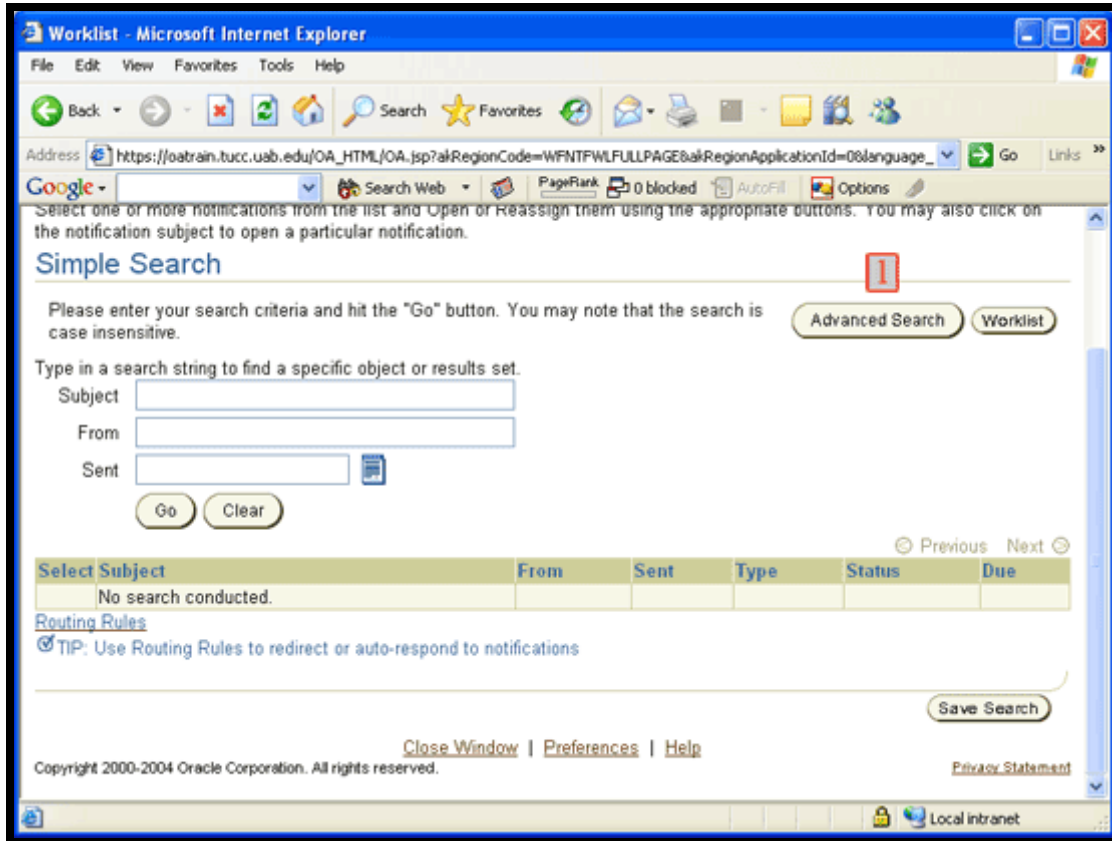 Worklist - Microsoft Internet Explorer
File Edit View Favorites Tools Help
Back Search Favorites
Address https://oatrain.tucc.uab.edu/OA_HTML/OA.jsp?akRegionCode=WFNTFWLFULLPAGE&akRegionApplicationId=0&language_ Go Links »
Google Search Web PageRank 0 blocked AutoFill Options
Select one or more notifications from the list and Open or Reassign them using the appropriate buttons. You may also click on
the notification subject to open a particular notification.
Simple Search
1
Please enter your search criteria and hit the "Go" button. You may note that the search is
case insensitive.
Advanced Search Worklist
Type in a search string to find a specific object or results set.
Subject
From
Sent
Go Clear
Previous Next
Select Subject From Sent Type Status Due
No search conducted.
Routing Rules
TIP: Use Routing Rules to redirect or auto-respond to notifications
Save Search
Close Window | Preferences | Help
Copyright 2000-2004 Oracle Corporation. All rights reserved. Privacy Statement
Local intranet